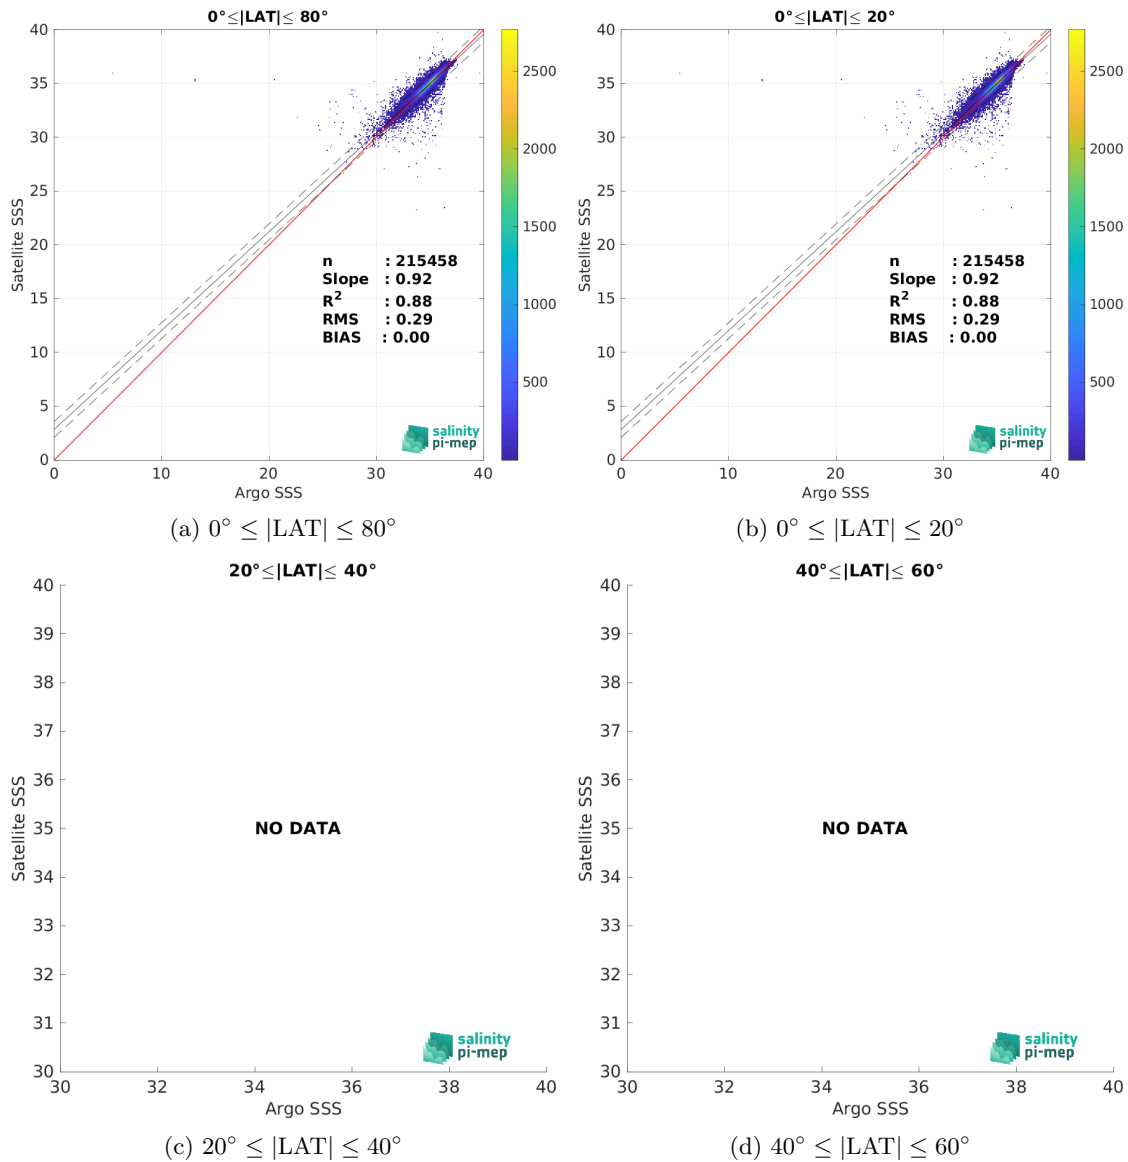 0°≤|LAT|≤ 80°
40
35
30
25
20
15
10
5
0
Satellite SSS
0
10
20
30
40
Argo SSS
n : 215458
Slope : 0.92
R² : 0.88
RMS : 0.29
BIAS : 0.00
salinity
pi-mep
2500
2000
1500
1000
500
(a) 0° ≤ |LAT| ≤ 80°
0°≤|LAT|≤ 20°
40
35
30
25
20
15
10
5
0
Satellite SSS
0
10
20
30
40
Argo SSS
n : 215458
Slope : 0.92
R² : 0.88
RMS : 0.29
BIAS : 0.00
salinity
pi-mep
2500
2000
1500
1000
500
(b) 0° ≤ |LAT| ≤ 20°
20°≤|LAT|≤ 40°
40
39
38
37
36
35
34
33
32
31
30
Satellite SSS
NO DATA
salinity
pi-mep
30
32
34
36
38
40
Argo SSS
(c) 20° ≤ |LAT| ≤ 40°
40°≤|LAT|≤ 60°
40
39
38
37
36
35
34
33
32
31
30
Satellite SSS
NO DATA
salinity
pi-mep
30
32
34
36
38
40
Argo SSS
(d) 40° ≤ |LAT| ≤ 60°